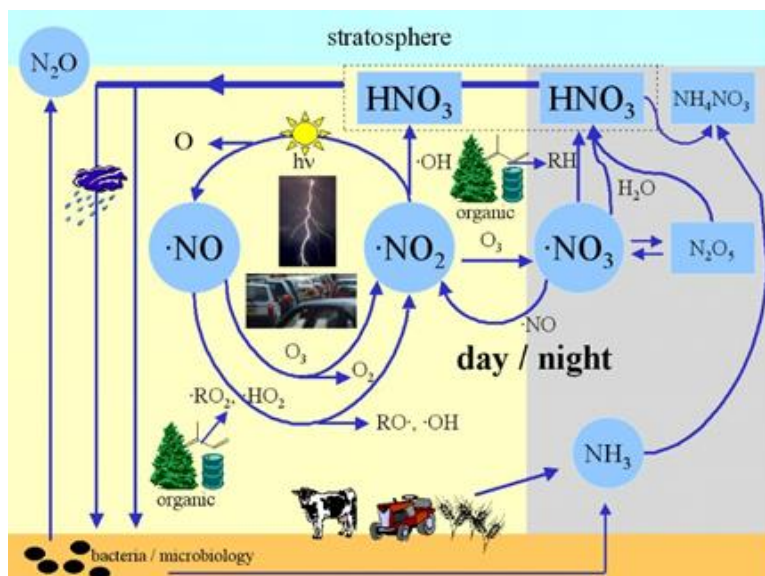 stratosphere
N₂O
HNO₃
HNO₃
NH₄NO₃
O
hν
·OH
RH
H₂O
organic
·NO
·NO₂
O₃
·NO₃
N₂O₅
·NO
O₃
O₂
day / night
·RO₂, ·HO₂
RO·, ·OH
organic
NH₃
bacteria / microbiology